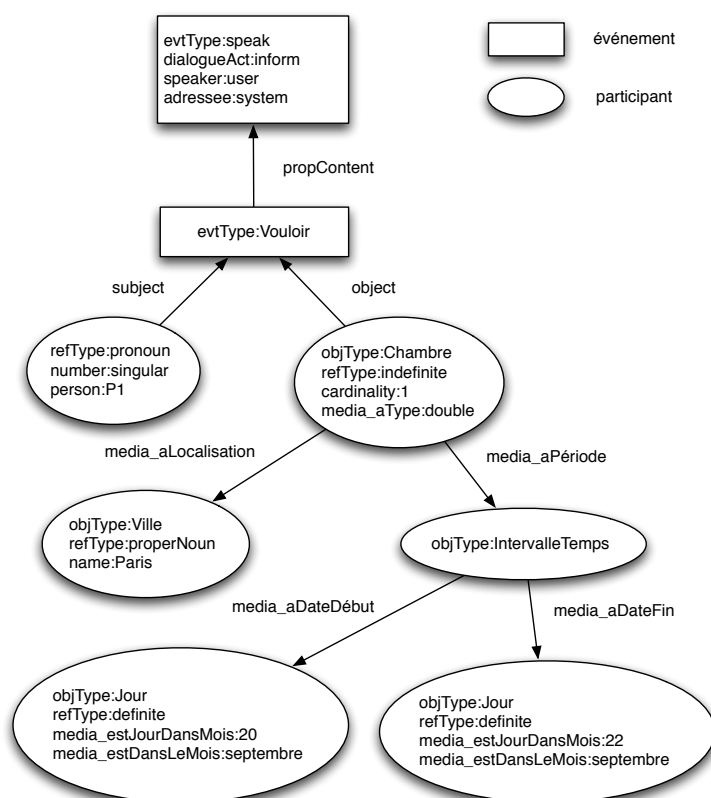 evtType:speak
dialogueAct:inform
speaker:user
adressee:system
événement
participant
propContent
evtType:Vouloir
subject
object
refType:pronoun
number:singular
person:P1
objType:Chambre
refType:indefinite
cardinality:1
media_aType:double
media_aLocalisation
media_aPériode
objType:Ville
refType:properNoun
name:Paris
objType:IntervalleTemps
media_aDateDébut
media_aDateFin
objType:Jour
refType:definite
media_estJourDansMois:20
media_estDansLeMois:septembre
objType:Jour
refType:definite
media_estJourDansMois:22
media_estDansLeMois:septembre